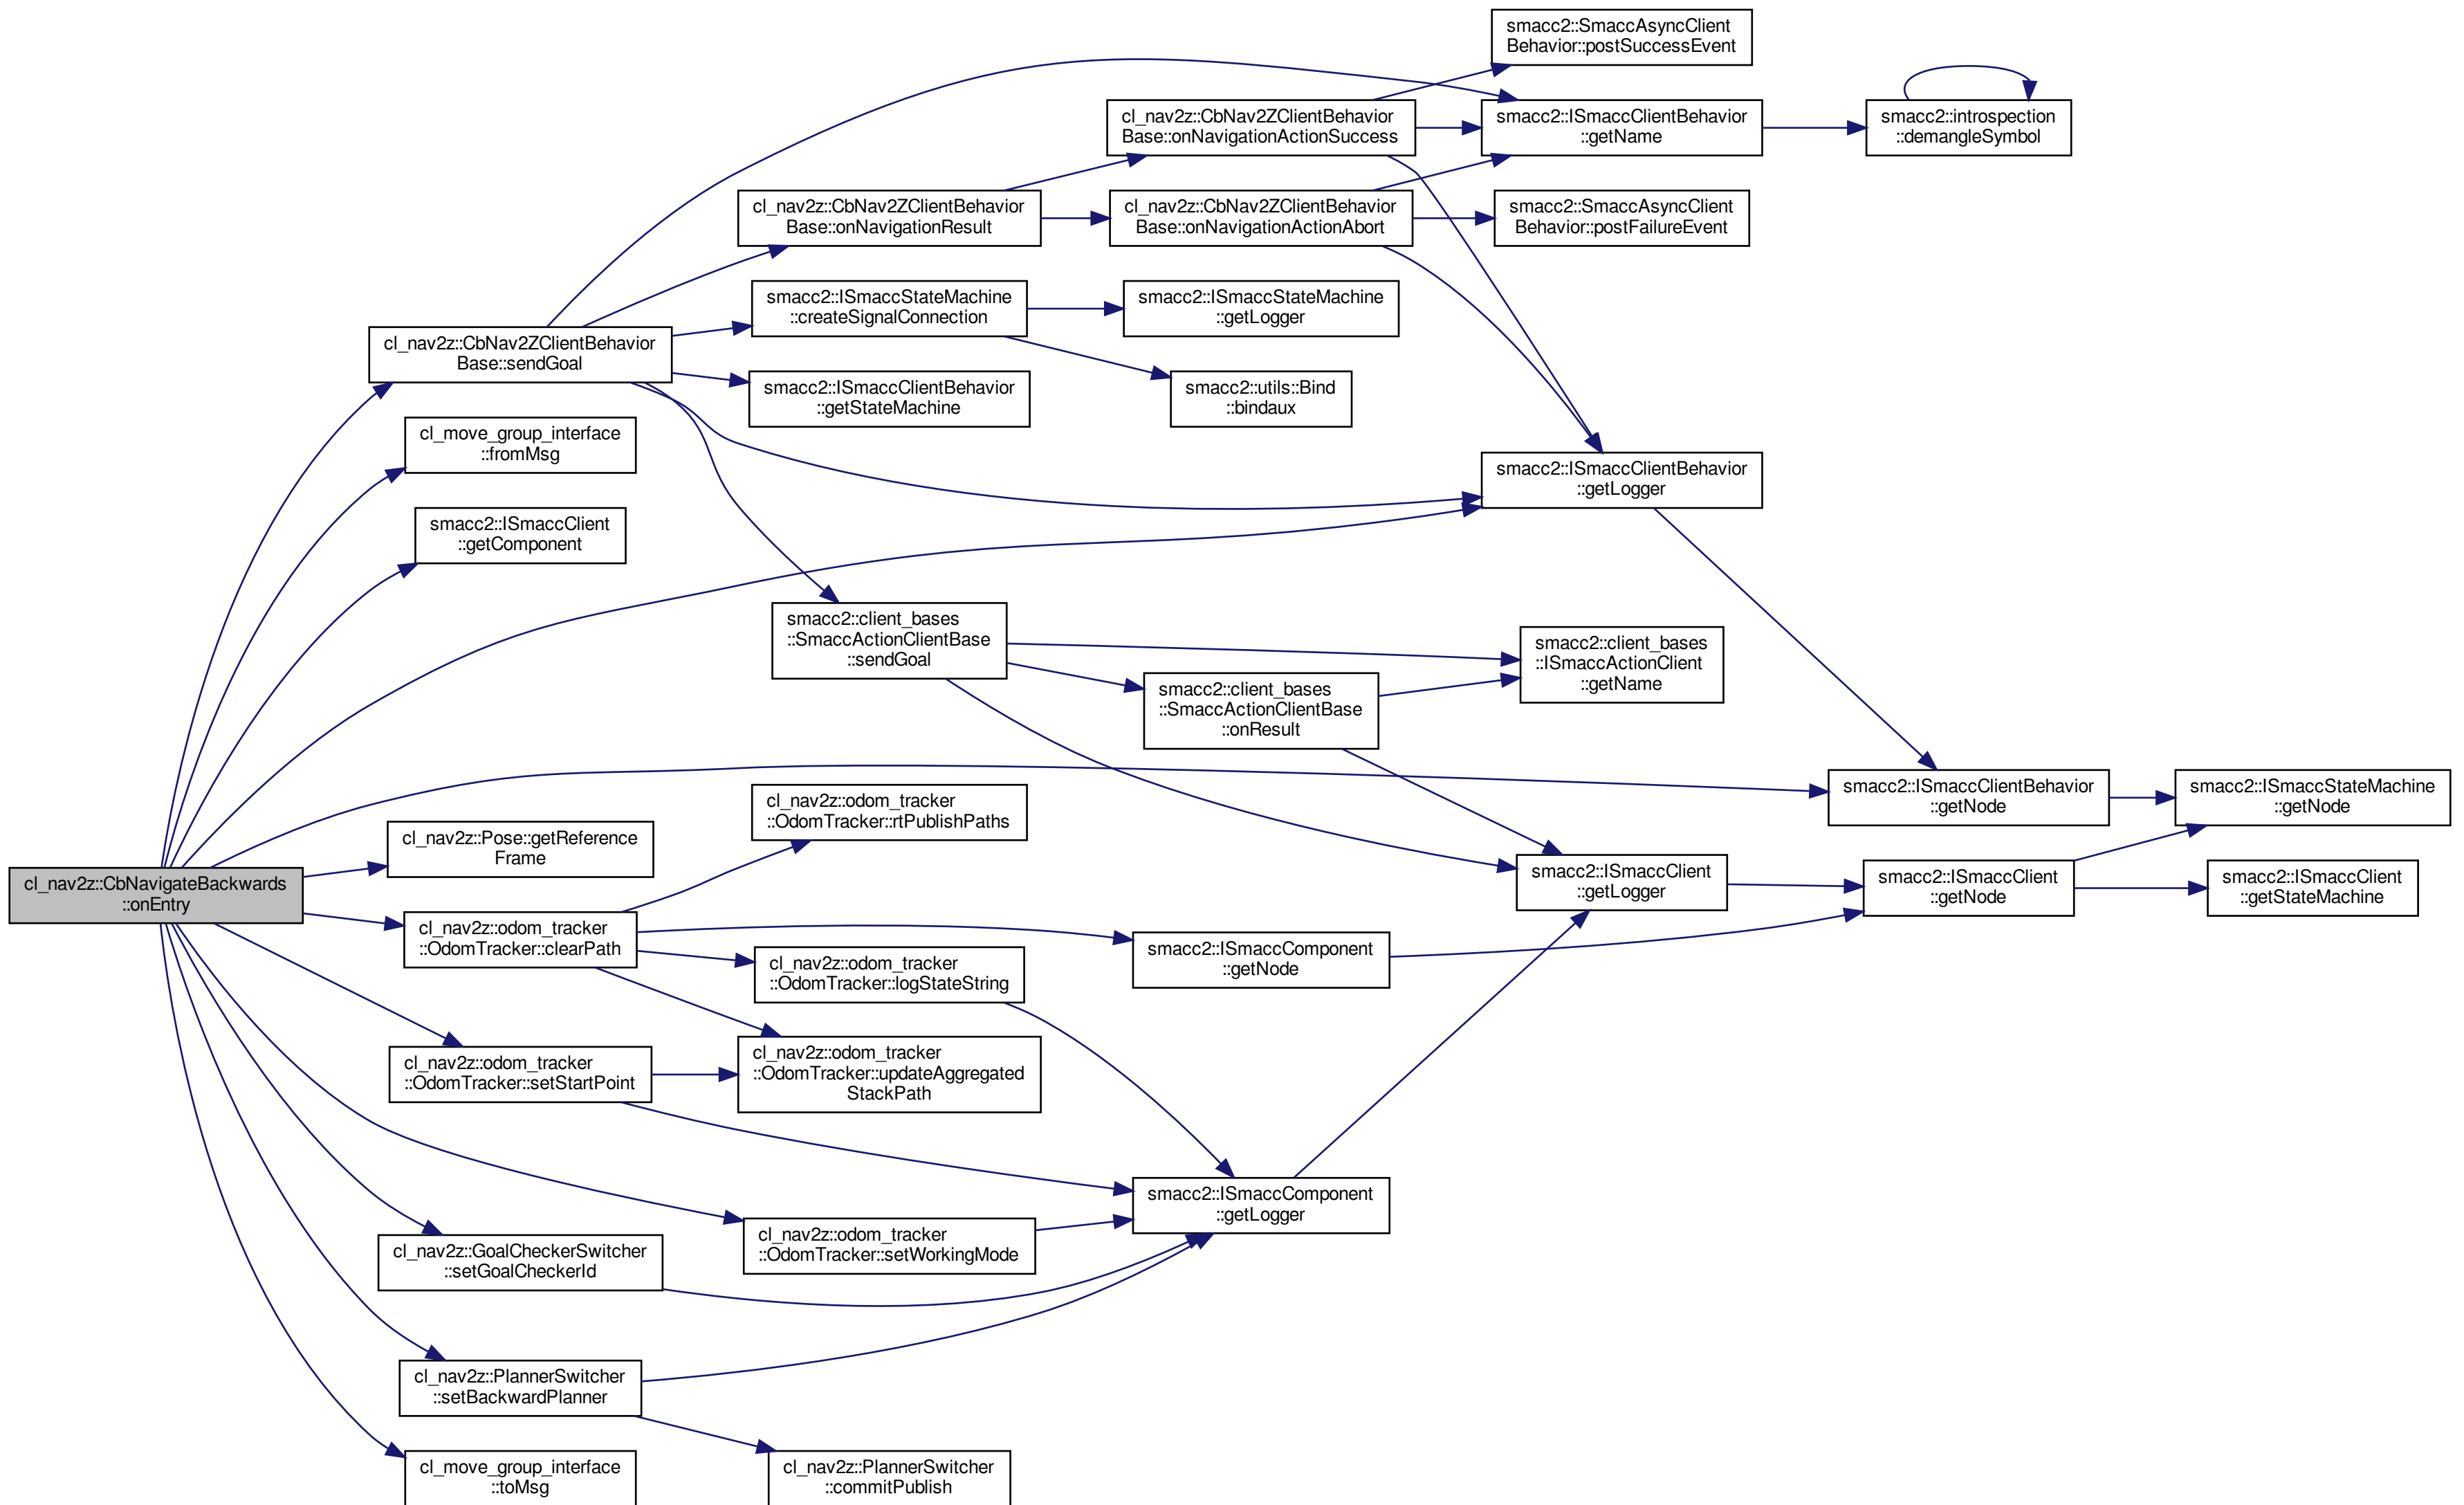 smacc2::SmaccAsyncClient
Behavior::postSuccessEvent
cl_nav2z::CbNav2ZClientBehavior
Base::onNavigationActionSuccess
smacc2::ISmaccClientBehavior
::getName
smacc2::introspection
::demangleSymbol
cl_nav2z::CbNav2ZClientBehavior
Base::onNavigationResult
cl_nav2z::CbNav2ZClientBehavior
Base::onNavigationActionAbort
smacc2::SmaccAsyncClient
Behavior::postFailureEvent
smacc2::ISmaccStateMachine
::createSignalConnection
smacc2::ISmaccStateMachine
::getLogger
cl_nav2z::CbNav2ZClientBehavior
Base::sendGoal
smacc2::ISmaccClientBehavior
::getStateMachine
smacc2::utils::Bind
::bindaux
cl_move_group_interface
::fromMsg
smacc2::ISmaccClientBehavior
::getLogger
smacc2::ISmaccClient
::getComponent
smacc2::client_bases
::SmaccActionClientBase
::sendGoal
smacc2::client_bases
::ISmaccActionClient
::getName
smacc2::client_bases
::SmaccActionClientBase
::onResult
smacc2::ISmaccClientBehavior
::getNode
smacc2::ISmaccStateMachine
::getNode
cl_nav2z::odom_tracker
::OdomTracker::rtPublishPaths
cl_nav2z::Pose::getReference
Frame
cl_nav2z::CbNavigateBackwards
::onEntry
smacc2::ISmaccClient
::getLogger
smacc2::ISmaccClient
::getNode
smacc2::ISmaccClient
::getStateMachine
cl_nav2z::odom_tracker
::OdomTracker::clearPath
smacc2::ISmaccComponent
::getNode
cl_nav2z::odom_tracker
::OdomTracker::logStateString
cl_nav2z::odom_tracker
::OdomTracker::setStartPoint
cl_nav2z::odom_tracker
::OdomTracker::updateAggregated
StackPath
smacc2::ISmaccComponent
::getLogger
cl_nav2z::odom_tracker
::OdomTracker::setWorkingMode
cl_nav2z::GoalCheckerSwitcher
::setGoalCheckerId
cl_nav2z::PlannerSwitcher
::setBackwardPlanner
cl_move_group_interface
::toMsg
cl_nav2z::PlannerSwitcher
::commitPublish